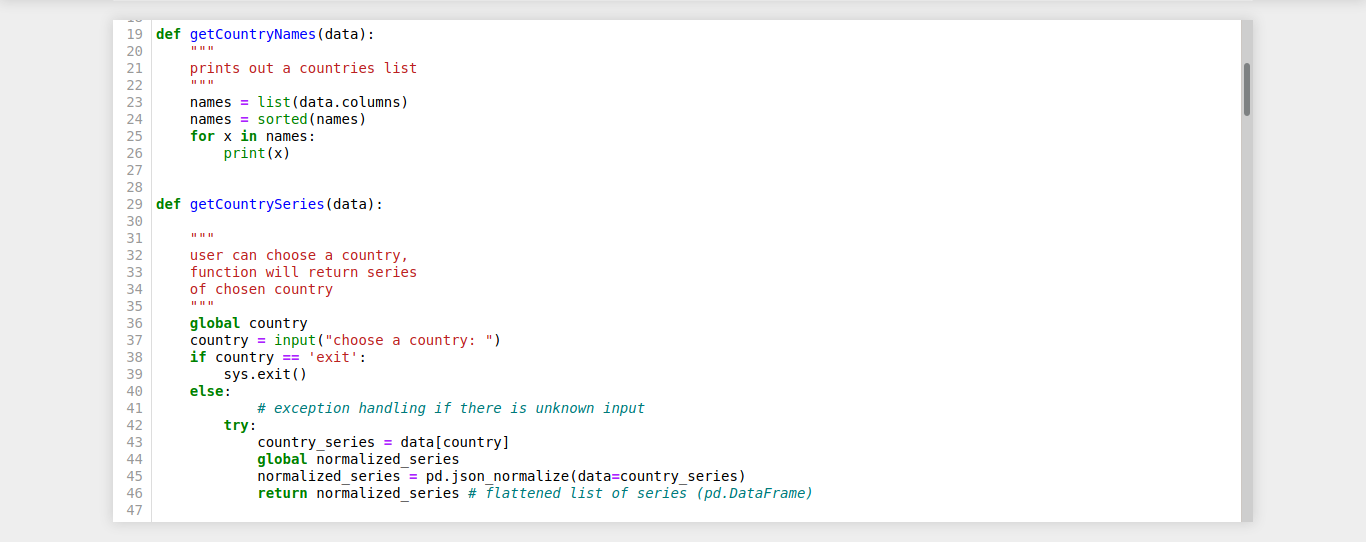 19 def getCountryNames(data):
20     """
21     prints out a countries list
22     """
23     names = list(data.columns)
24     names = sorted(names)
25     for x in names:
26         print(x)
27
28
29 def getCountrySeries(data):
30
31     """
32     user can choose a country,
33     function will return series
34     of chosen country
35     """
36     global country
37     country = input("choose a country: ")
38     if country == 'exit':
39         sys.exit()
40     else:
41             # exception handling if there is unknown input
42         try:
43             country_series = data[country]
44             global normalized_series
45             normalized_series = pd.json_normalize(data=country_series)
46             return normalized_series # flattened list of series (pd.DataFrame)
47